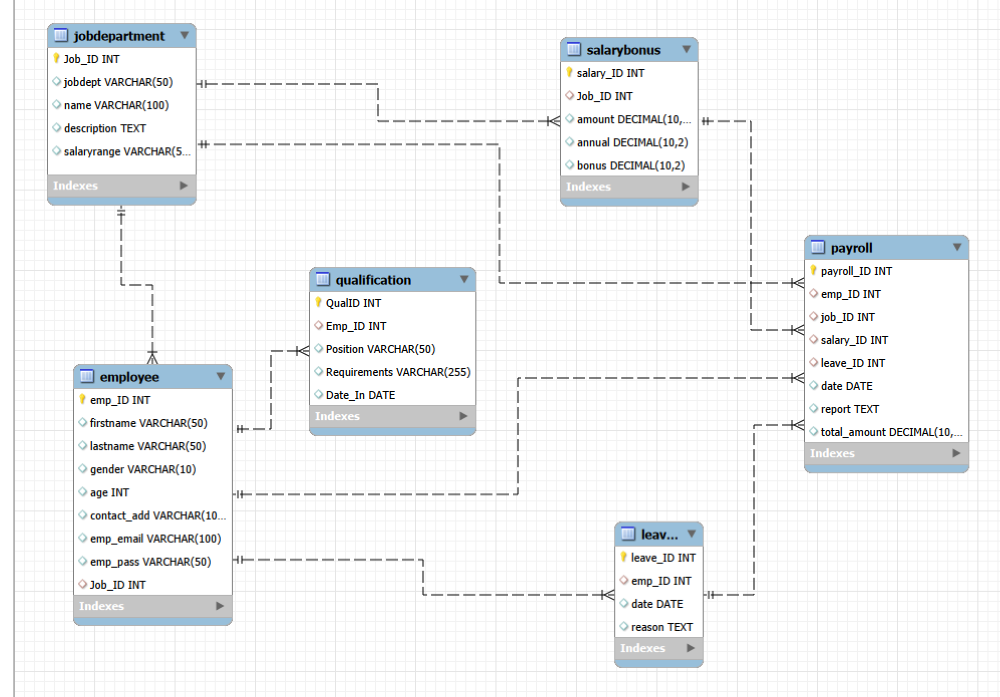 jobdepartment
Job_ID INT
jobdept VARCHAR(50)
name VARCHAR(100)
description TEXT
salaryrange VARCHAR(5...
Indexes
salarybonus
salary_ID INT
Job_ID INT
amount DECIMAL(10,...
annual DECIMAL(10,2)
bonus DECIMAL(10,2)
Indexes
payroll
payroll_ID INT
emp_ID INT
job_ID INT
salary_ID INT
leave_ID INT
date DATE
report TEXT
total_amount DECIMAL(10,...
Indexes
qualification
QualID INT
Emp_ID INT
Position VARCHAR(50)
Requirements VARCHAR(255)
Date_In DATE
Indexes
employee
emp_ID INT
firstname VARCHAR(50)
lastname VARCHAR(50)
gender VARCHAR(10)
age INT
contact_add VARCHAR(10...
emp_email VARCHAR(100)
emp_pass VARCHAR(50)
Job_ID INT
Indexes
leav...
leave_ID INT
emp_ID INT
date DATE
reason TEXT
Indexes